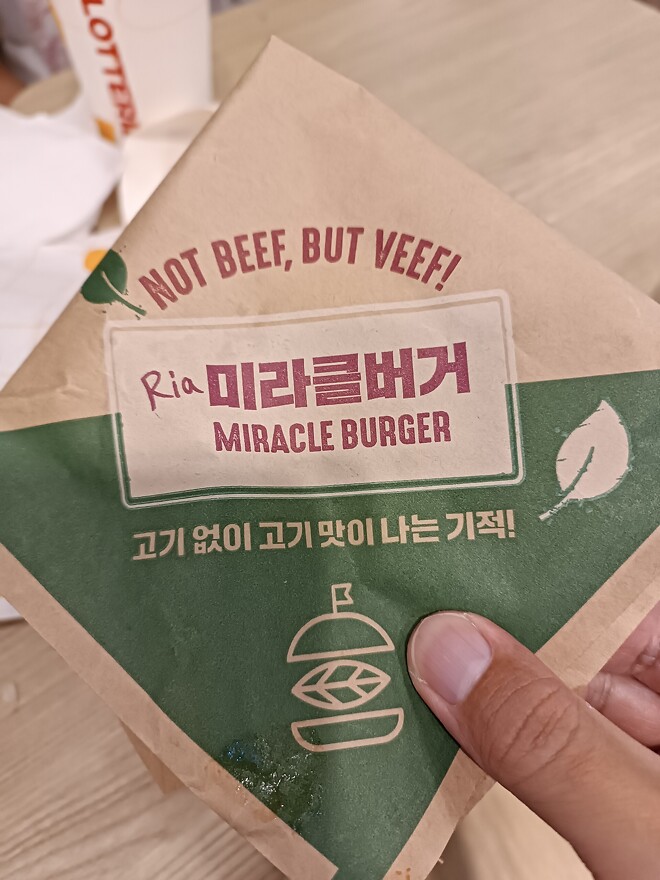 LOTTERI
NOT BEEF, BUT VEEF!
Ria 미라클버거
MIRACLE BURGER
고기 없이 고기 맛이 나는 기적!